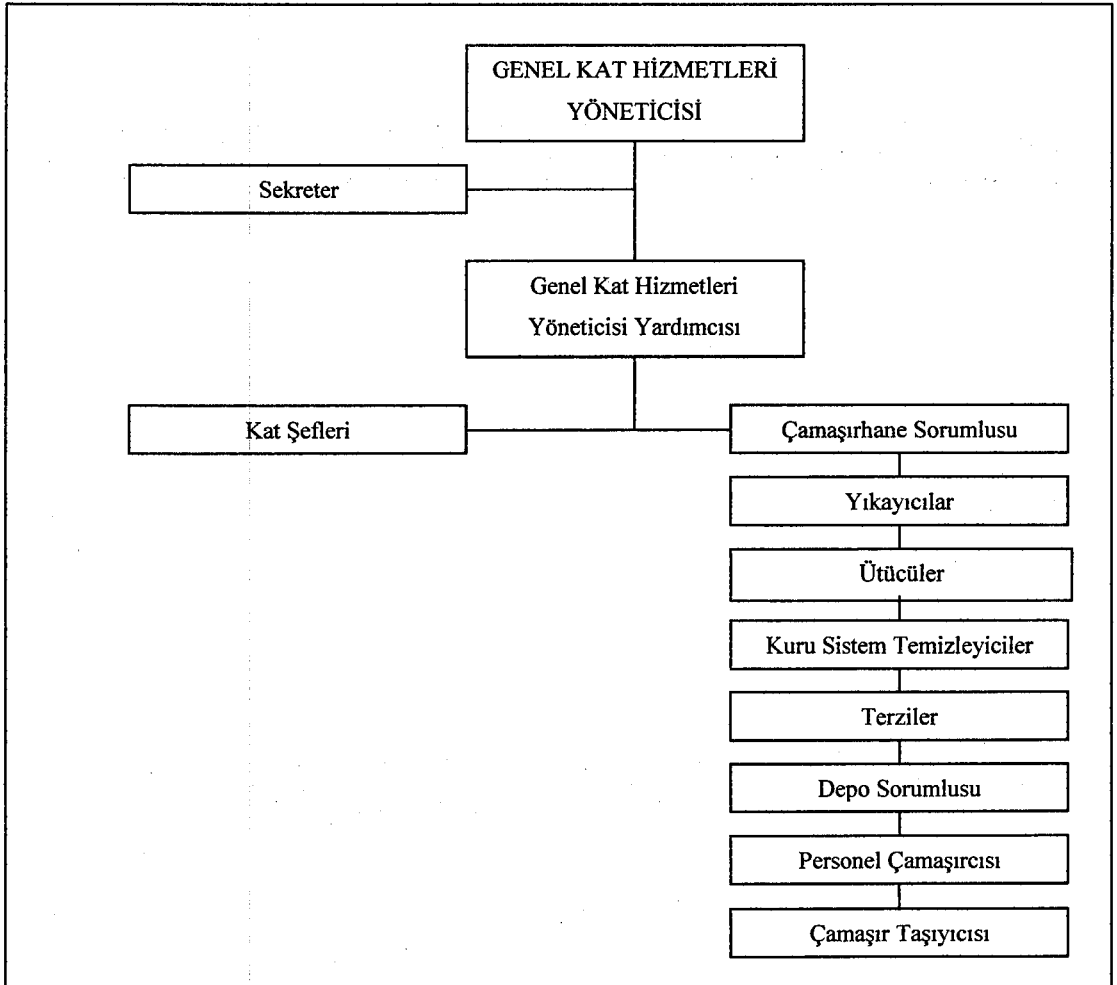 GENEL KAT HİZMETLERİ
YÖNETİCİSİ
Sekreter
Genel Kat Hizmetleri
Yöneticisi Yardımcısı
Kat Şefleri
Çamaşırhane Sorumlusu
Yıkayıcılar
Ütücüler
Kuru Sistem Temizleyiciler
Terziler
Depo Sorumlusu
Personel Çamaşırcısı
Çamaşır Taşıyıcısı